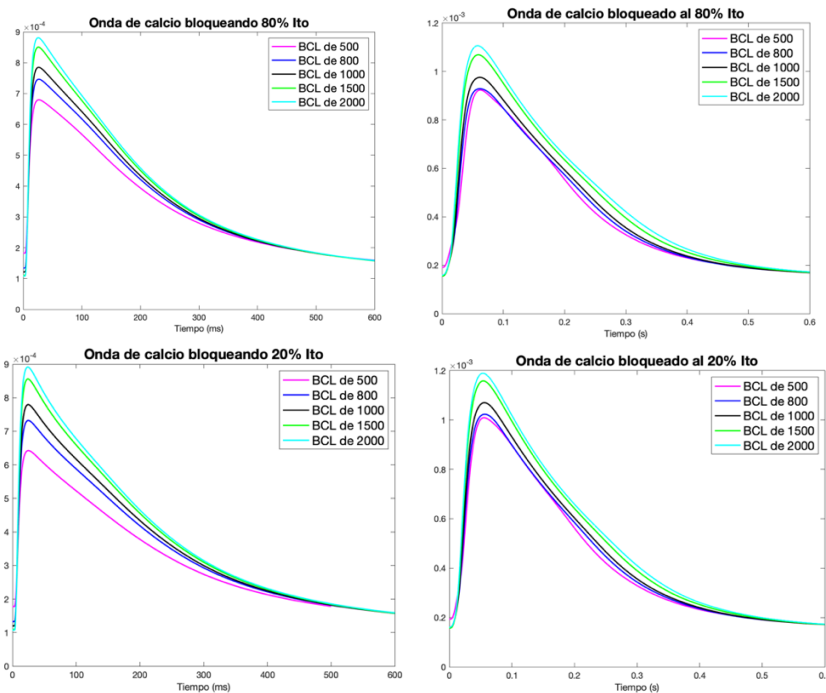 Onda de calcio bloqueando 80% Ito
×10⁻⁴
9
8
7
6
5
4
3
2
1
0
BCL de 500
BCL de 800
BCL de 1000
BCL de 1500
BCL de 2000
0 100 200 300 400 500 600
Tiempo (ms)
Onda de calcio bloqueado al 80% Ito
×10⁻³
1.2
1
0.8
0.6
0.4
0.2
0
BCL de 500
BCL de 800
BCL de 1000
BCL de 1500
BCL de 2000
0 0.1 0.2 0.3 0.4 0.5 0.6
Tiempo (s)
Onda de calcio bloqueando 20% Ito
×10⁻⁴
9
8
7
6
5
4
3
2
1
0
BCL de 500
BCL de 800
BCL de 1000
BCL de 1500
BCL de 2000
0 100 200 300 400 500 600
Tiempo (ms)
Onda de calcio bloqueado al 20% Ito
×10⁻³
1.2
1
0.8
0.6
0.4
0.2
0
BCL de 500
BCL de 800
BCL de 1000
BCL de 1500
BCL de 2000
0 0.1 0.2 0.3 0.4 0.5 0.
Tiempo (s)